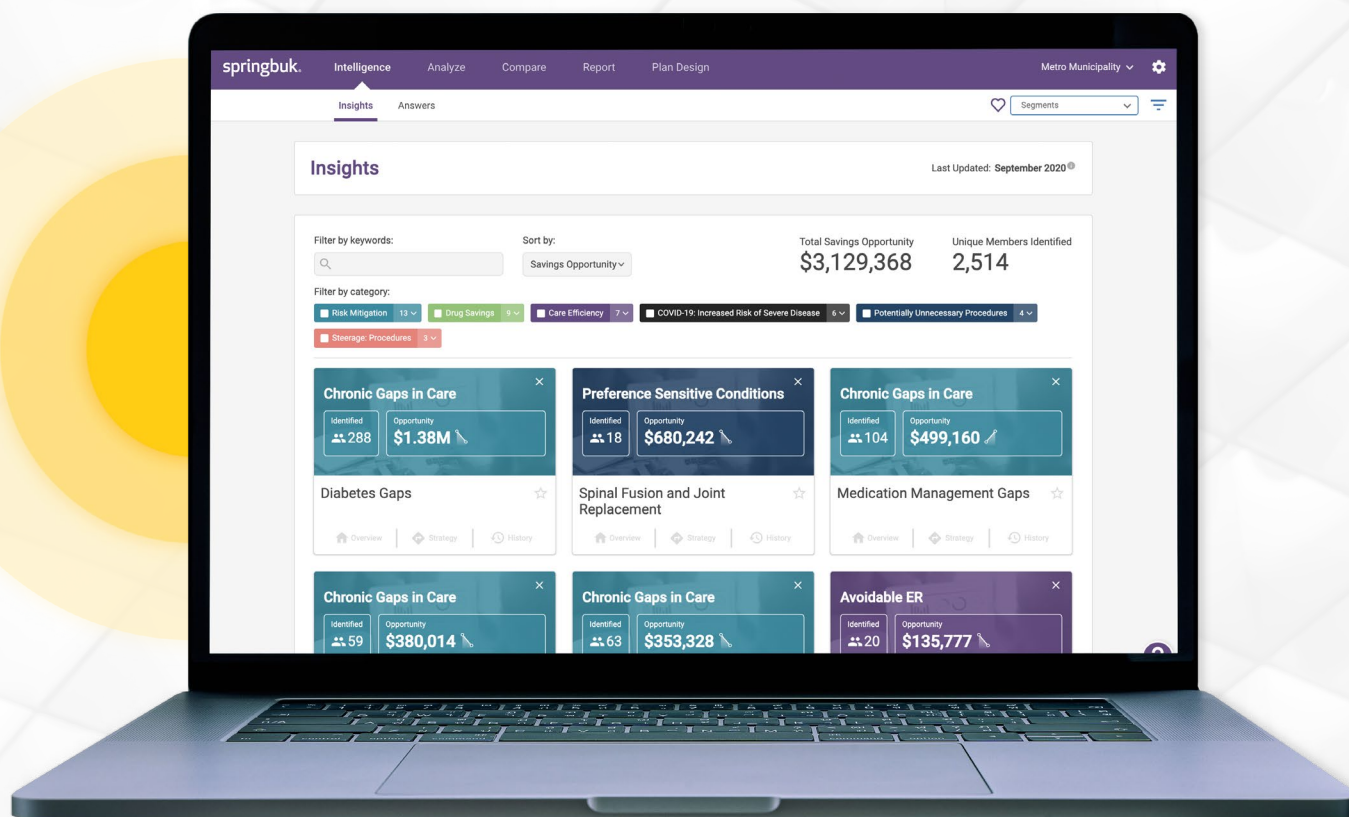 springbuk. Intelligence Analyze Compare Report Plan Design Metro Municipality
Insights Answers Segments
Insights Last Updated: September 2020
Filter by keywords: Sort by: Total Savings Opportunity Unique Members Identified
Savings Opportunity $3,129,368 2,514
Filter by category:
Risk Mitigation 13 Drug Savings 9 Care Efficiency 7 COVID-19: Increased Risk of Severe Disease 6 Potentially Unnecessary Procedures 4
Steerage: Procedures 3
Chronic Gaps in Care Preference Sensitive Conditions Chronic Gaps in Care
Identified Opportunity Identified Opportunity Identified Opportunity
288 $1.38M 18 $680,242 104 $499,160
Diabetes Gaps Spinal Fusion and Joint Medication Management Gaps
Replacement
Overview Strategy History Overview Strategy History Overview Strategy History
Chronic Gaps in Care Chronic Gaps in Care Avoidable ER
Identified Opportunity Identified Opportunity Identified Opportunity
59 $380,014 63 $353,328 20 $135,777